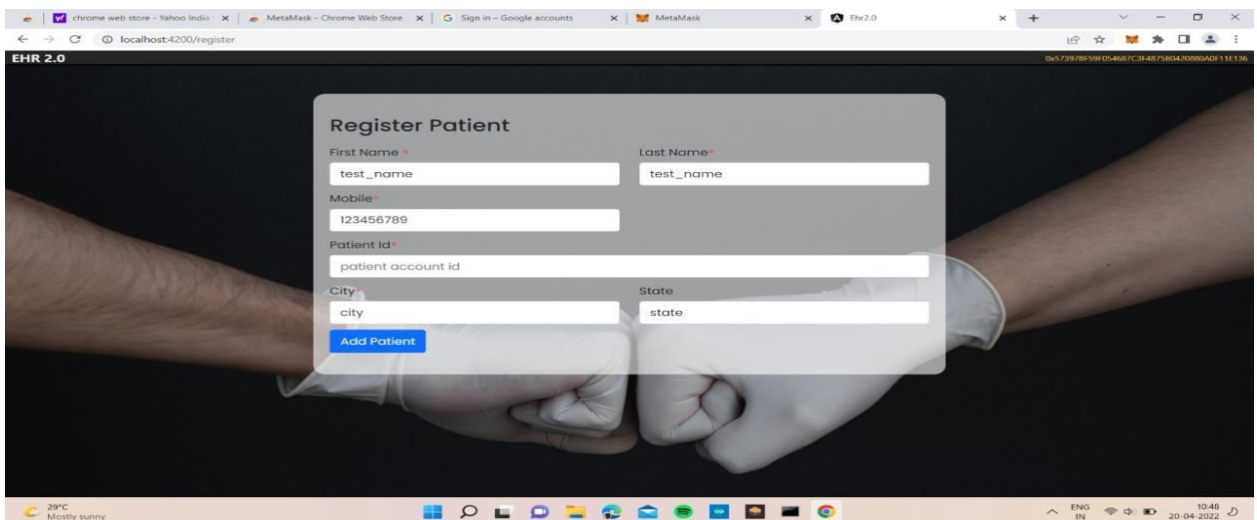 chrome web store - Yahoo India
MetaMask - Chrome Web Store
Sign in - Google accounts
MetaMask
Ehr2.0
localhost:4200/register
EHR 2.0
Register Patient
First Name *
Last Name*
test_name
test_name
Mobile*
123456789
Patient Id*
patient account id
City*
State
city
state
Add Patient
29°C
Mostly sunny
ENG
IN
10:48
20-04-2022